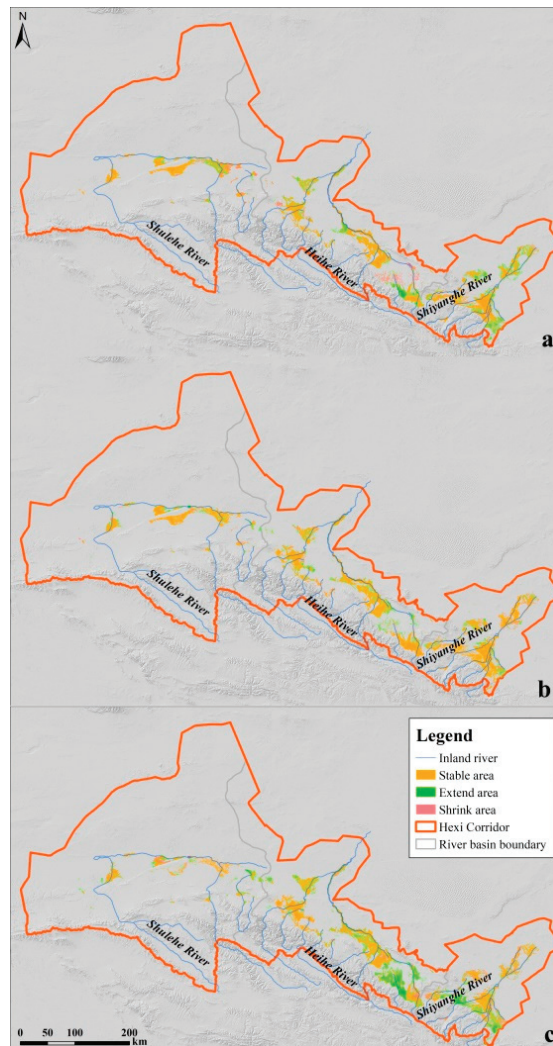 N
Shulehe River
Heihe River
Shiyanghe River
a
Shulehe River
Heihe River
Shiyanghe River
b
Legend
Inland river
Stable area
Extend area
Shrink area
Hexi Corridor
River basin boundary
Shulehe River
Heihe River
Shiyanghe River
0 50 100 200
km
c